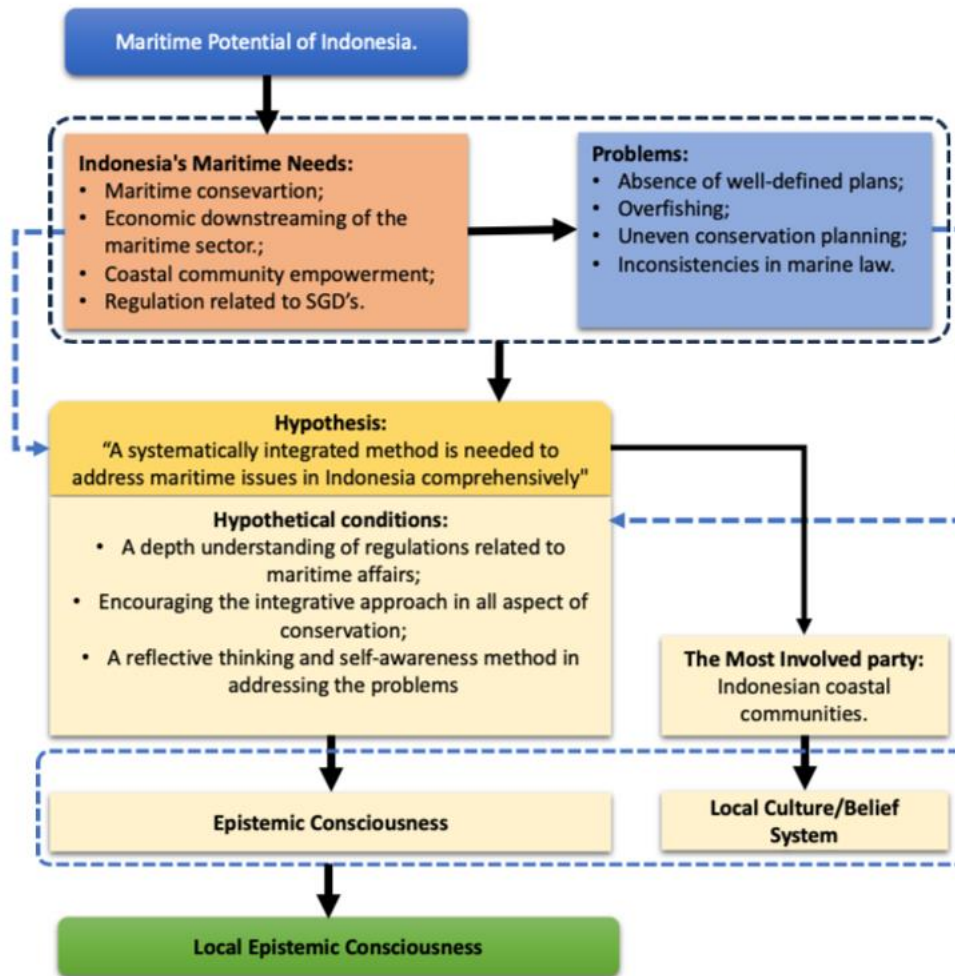 Maritime Potential of Indonesia.
Indonesia's Maritime Needs:
• Maritime consevartion;
• Economic downstreaming of the
maritime sector.;
• Coastal community empowerment;
• Regulation related to SGD's.
Problems:
• Absence of well-defined plans;
• Overfishing;
• Uneven conservation planning;
• Inconsistencies in marine law.
Hypothesis:
“A systematically integrated method is needed to
address maritime issues in Indonesia comprehensively"
Hypothetical conditions:
• A depth understanding of regulations related to
maritime affairs;
• Encouraging the integrative approach in all aspect of
conservation;
• A reflective thinking and self-awareness method in
addressing the problems
The Most Involved party:
Indonesian coastal
communities.
Epistemic Consciousness
Local Culture/Belief
System
Local Epistemic Consciousness